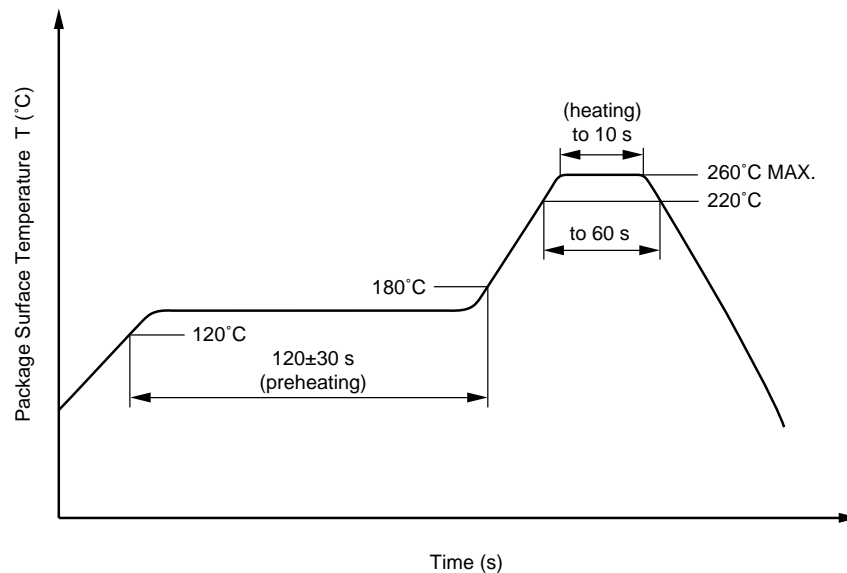 Package Surface Temperature T (˚C)
(heating)
to 10 s
260˚C MAX.
220˚C
to 60 s
180˚C
120˚C
120±30 s
(preheating)
Time (s)